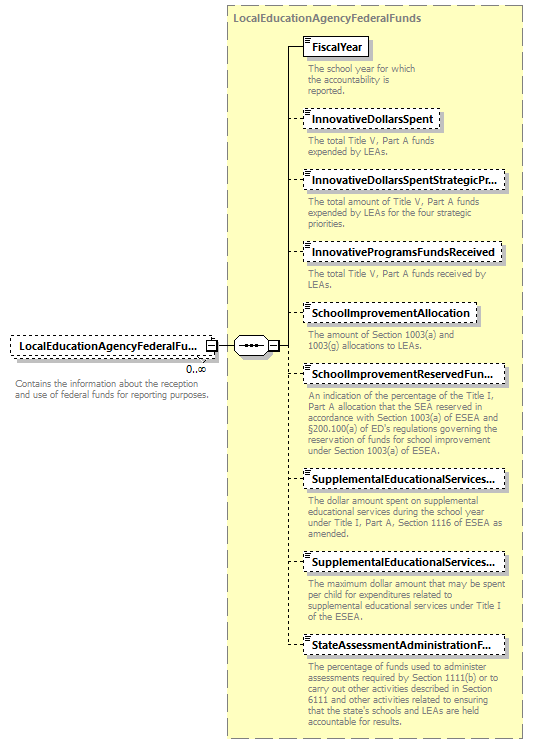 LocalEducationAgencyFederalFunds
FiscalYear
The school year for which
the accountability is
reported.
InnovativeDollarsSpent
The total Title V, Part A funds
expended by LEAs.
InnovativeDollarsSpentStrategicPr...
The total amount of Title V, Part A funds
expended by LEAs for the four strategic
priorities.
InnovativeProgramsFundsReceived
The total Title V, Part A funds received by
LEAs.
SchoolImprovementAllocation
The amount of Section 1003(a) and
1003(g) allocations to LEAs.
LocalEducationAgencyFederalFu...
0..∞
Contains the information about the reception
and use of federal funds for reporting purposes.
SchoolImprovementReservedFun...
An indication of the percentage of the Title I,
Part A allocation that the SEA reserved in
accordance with Section 1003(a) of ESEA and
§200.100(a) of ED's regulations governing the
reservation of funds for school improvement
under Section 1003(a) of ESEA.
SupplementalEducationalServices...
The dollar amount spent on supplemental
educational services during the school year
under Title I, Part A, Section 1116 of ESEA as
amended.
SupplementalEducationalServices...
The maximum dollar amount that may be spent
per child for expenditures related to
supplemental educational services under Title I
of the ESEA.
StateAssessmentAdministrationF...
The percentage of funds used to administer
assessments required by Section 1111(b) or to
carry out other activities described in Section
6111 and other activities related to ensuring
that the state's schools and LEAs are held
accountable for results.